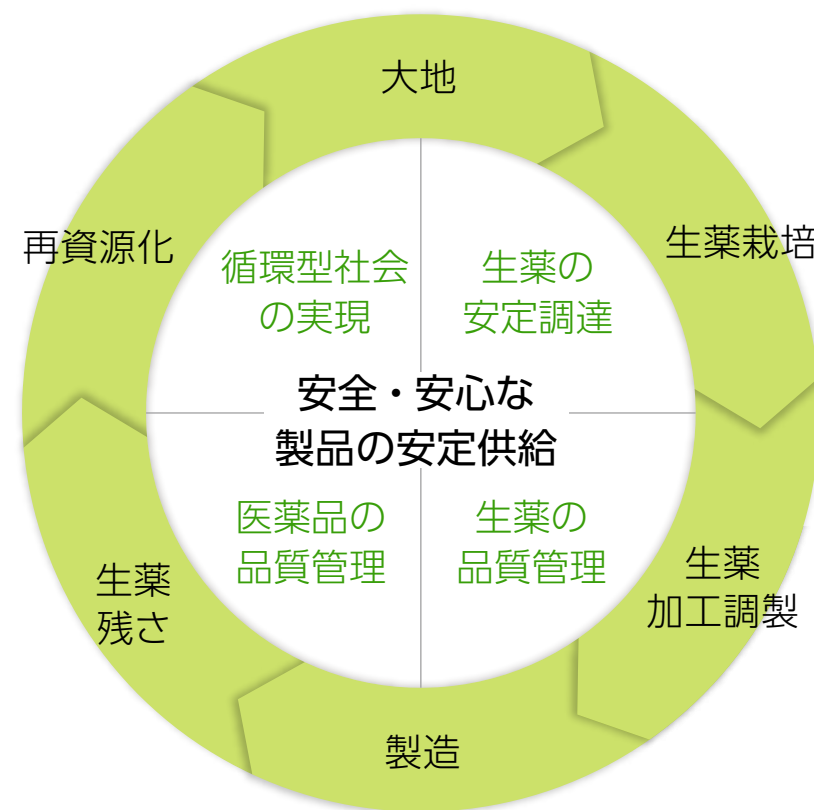 大地
生薬栽培
生薬
加工調製
製造
生薬
残さ
再資源化
循環型社会
の実現
生薬の
安定調達
安全・安心な
製品の安定供給
医薬品の
品質管理
生薬の
品質管理